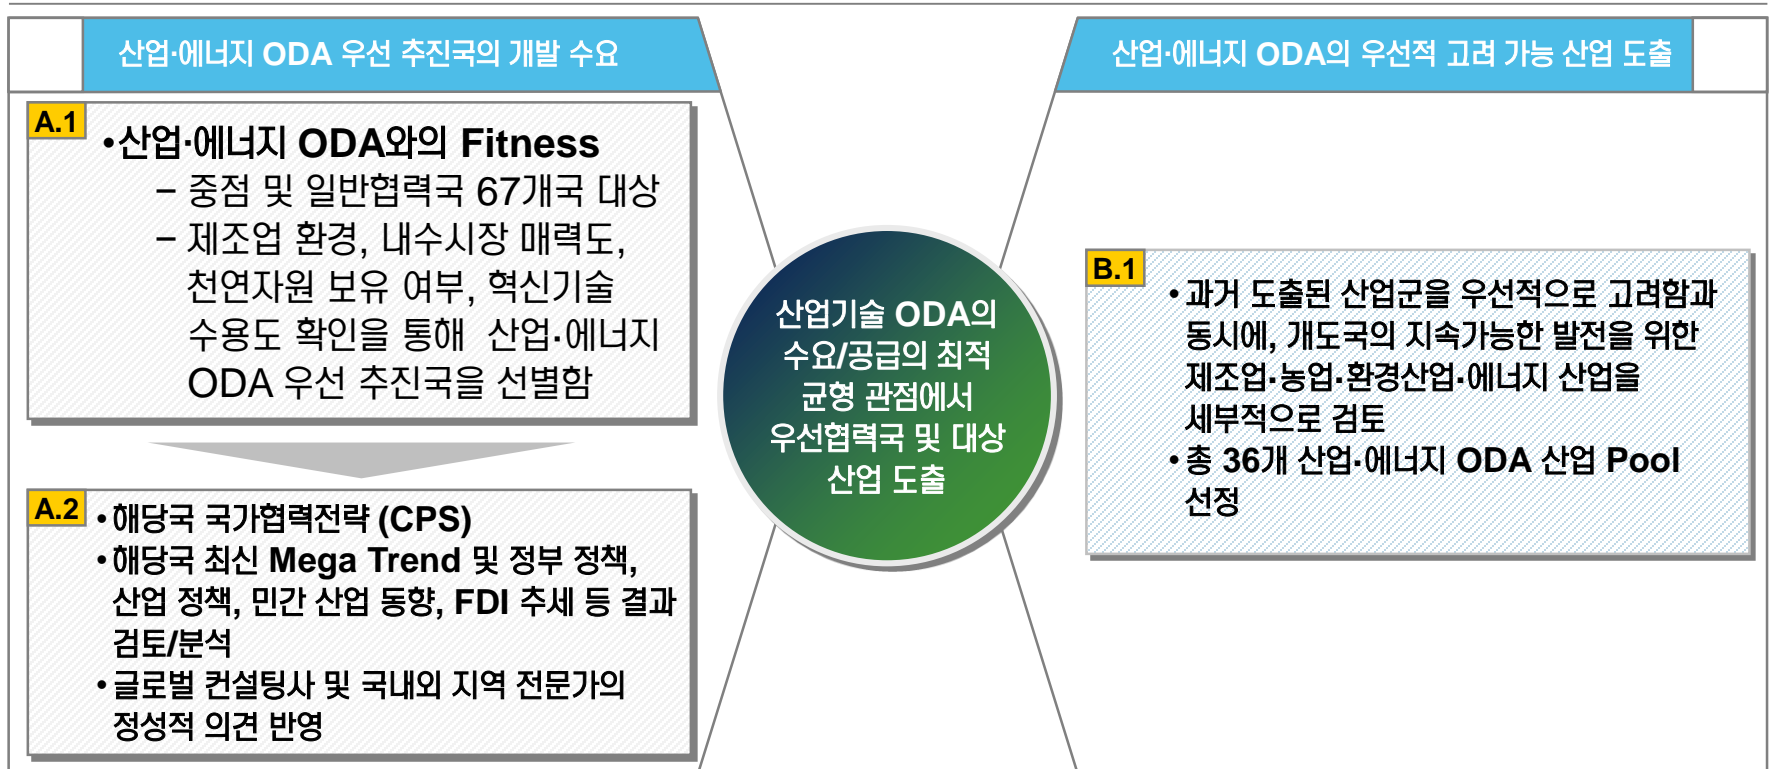 산업·에너지 ODA 우선 추진국의 개발 수요
A.1
•산업·에너지 ODA와의 Fitness
– 중점 및 일반협력국 67개국 대상
– 제조업 환경, 내수시장 매력도,
천연자원 보유 여부, 혁신기술
수용도 확인을 통해 산업·에너지
ODA 우선 추진국을 선별함
A.2
•해당국 국가협력전략 (CPS)
•해당국 최신 Mega Trend 및 정부 정책,
산업 정책, 민간 산업 동향, FDI 추세 등 결과
검토/분석
•글로벌 컨설팅사 및 국내외 지역 전문가의
정성적 의견 반영
산업기술 ODA의
수요/공급의 최적
균형 관점에서
우선협력국 및 대상
산업 도출
산업·에너지 ODA의 우선적 고려 가능 산업 도출
B.1
•과거 도출된 산업군을 우선적으로 고려함과
동시에, 개도국의 지속가능한 발전을 위한
제조업·농업·환경산업·에너지 산업을
세부적으로 검토
•총 36개 산업·에너지 ODA 산업 Pool
선정